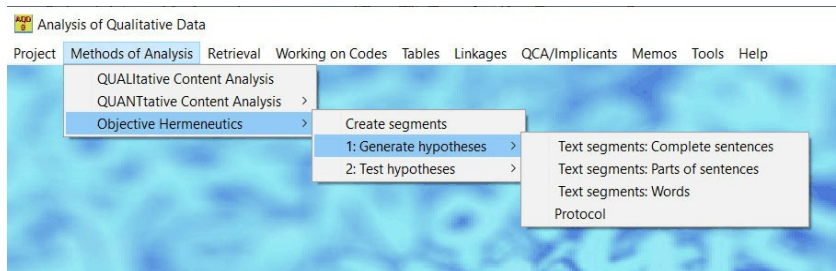 AQD
8
Analysis of Qualitative Data
Project Methods of Analysis Retrieval Working on Codes Tables Linkages QCA/Implicants Memos Tools Help
QUALItative Content Analysis
QUANTtative Content Analysis >
Objective Hermeneutics >
Create segments
1: Generate hypotheses >
2: Test hypotheses >
Text segments: Complete sentences
Text segments: Parts of sentences
Text segments: Words
Protocol